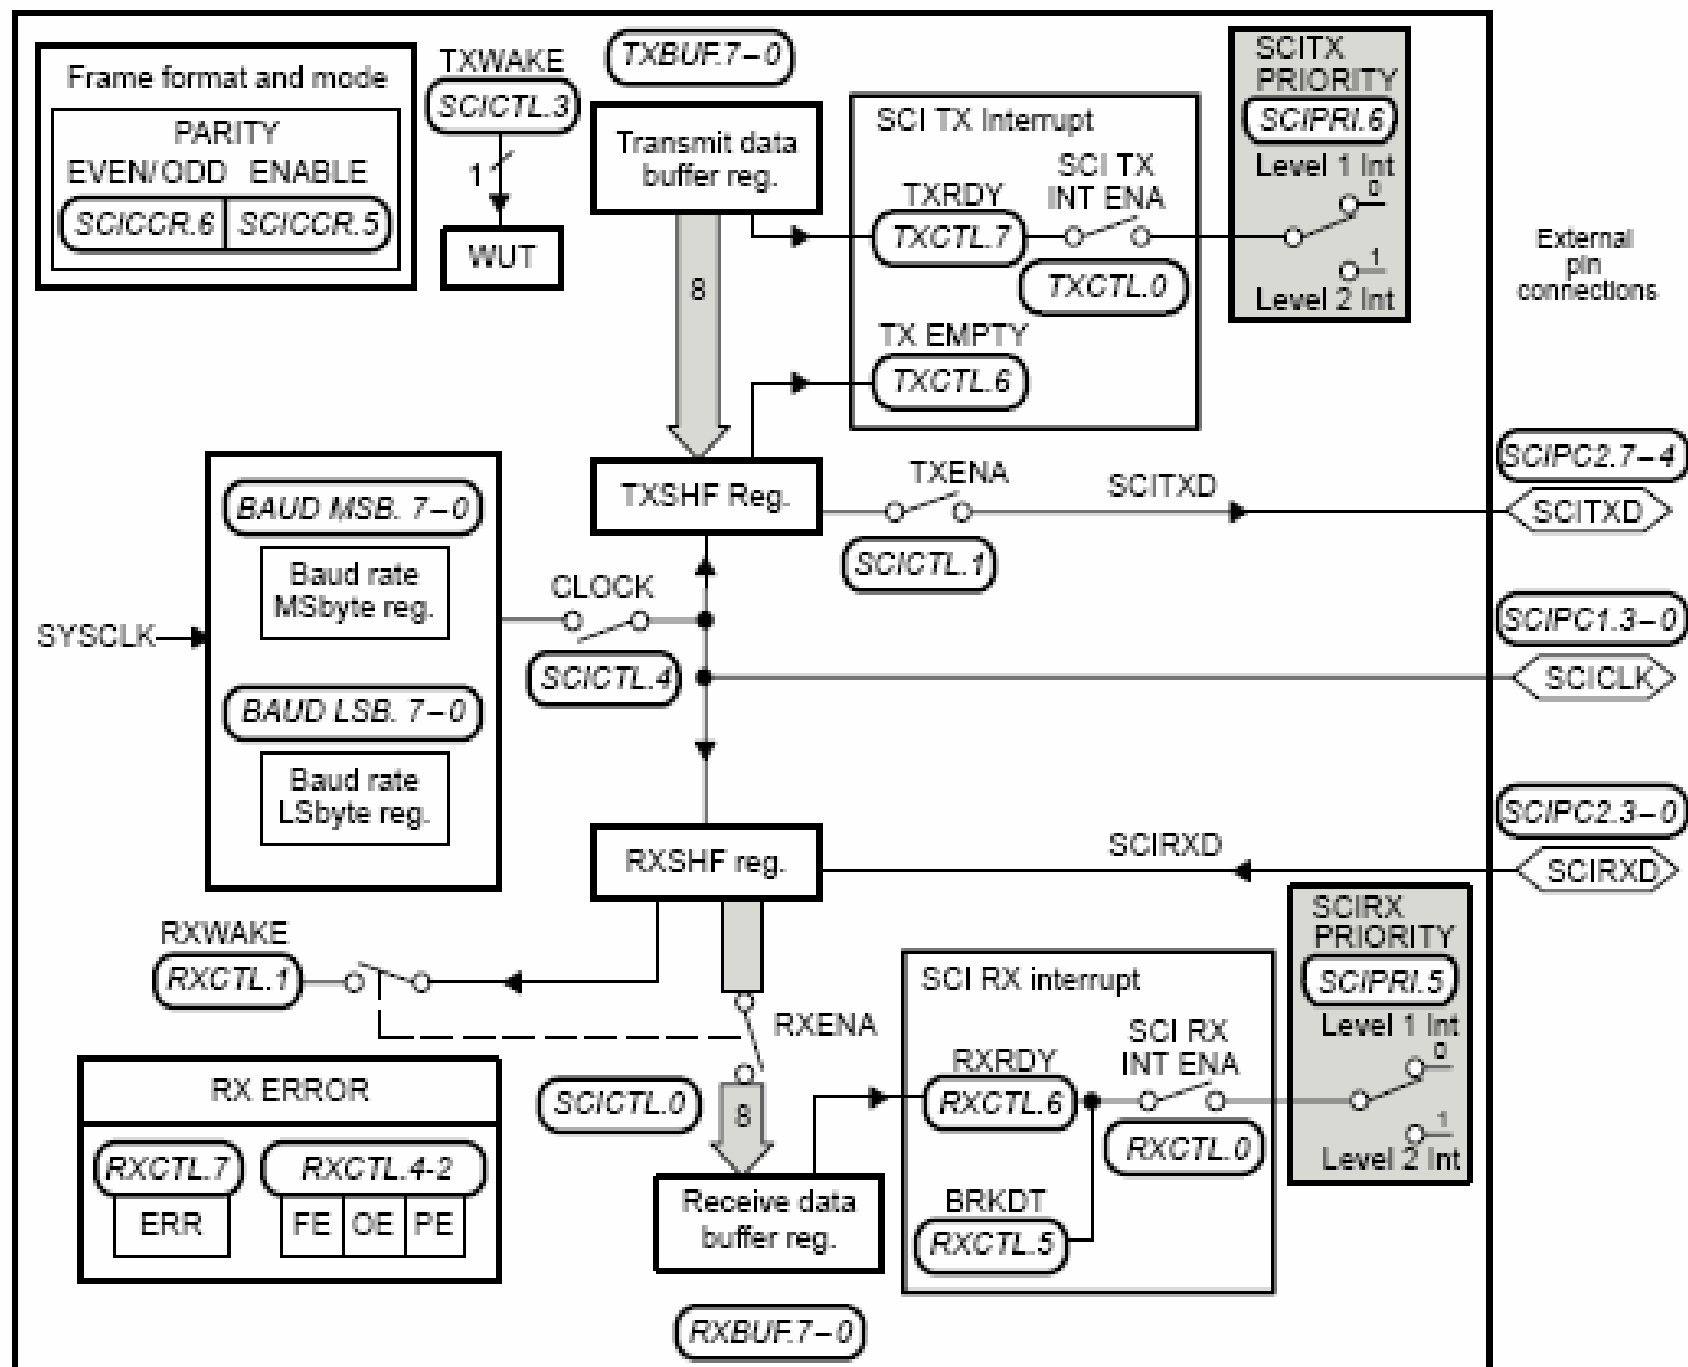 Frame format and mode
PARITY
EVEN/ODD ENABLE
SCICCR.6 SCICCR.5
TXWAKE
SCICTL.3
1
WUT
TXBUF.7–0
Transmit data
buffer reg.
8
SCI TX Interrupt
TXRDY
TXCTL.7
SCI TX
INT ENA
TXCTL.0
TX EMPTY
TXCTL.6
SCITX
PRIORITY
SCIPRI.6
Level 1 Int
0
1
Level 2 Int
External
pin
connections
SYSCLK
BAUD MSB. 7–0
Baud rate
MSbyte reg.
BAUD LSB. 7–0
Baud rate
LSbyte reg.
CLOCK
SCICTL.4
TXSHF Reg.
TXENA
SCICTL.1
SCITXD
SCIPC2.7–4
SCITXD
SCIPC1.3–0
SCICLK
RXSHF reg.
SCIRXD
SCIPC2.3–0
SCIRXD
RXWAKE
RXCTL.1
RXENA
SCICTL.0
8
RX ERROR
RXCTL.7 RXCTL.4-2
ERR FE OE PE
Receive data
buffer reg.
RXBUF.7–0
SCI RX interrupt
RXRDY
RXCTL.6
SCI RX
INT ENA
RXCTL.0
BRKDT
RXCTL.5
SCIRX
PRIORITY
SCIPRI.5
Level 1 Int
0
1
Level 2 Int